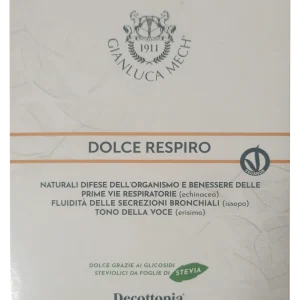 GIANLUCA MECH
1911
DOLCE RESPIRO
NATURALI DIFESE DELL'ORGANISMO E BENESSERE DELLE
PRIME VIE RESPIRATORIE (echinacea)
FLUIDITÀ DELLE SECREZIONI BRONCHIALI (issopo)
TONO DELLA VOCE (erisimo)
DOLCE GRAZIE AI GLICOSIDI
STEVIOLICI DA FOGLIE DI STEVIA
Decottopia